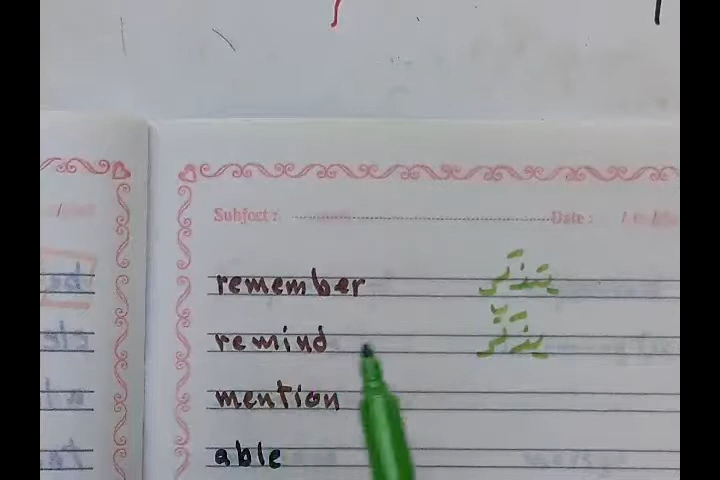 Subject : Date : / /
remember يتذكر
remind يذكّر
mention
able